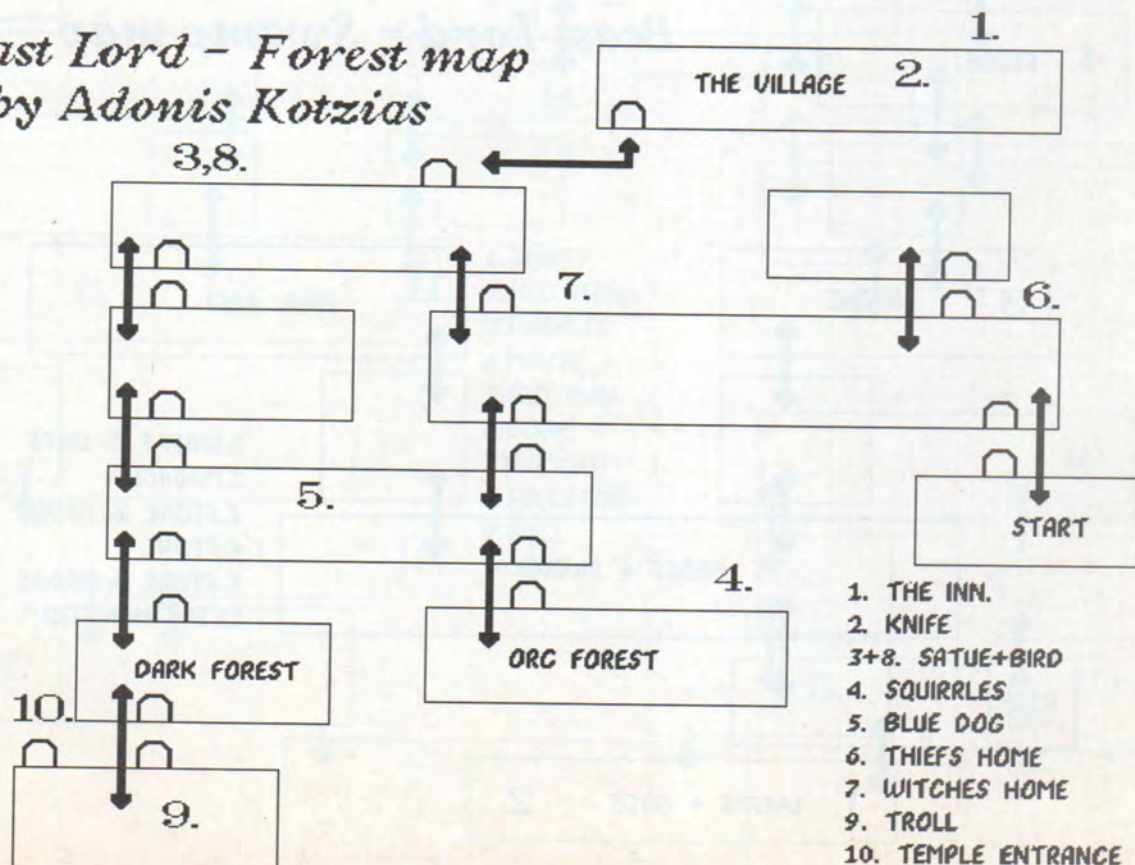 ast Lord - Forest map
by Adonis Kotzias
1.
THE VILLAGE 2.
3,8.
7.
6.
5.
START
4.
DARK FOREST
ORC FOREST
10.
9.
1. THE INN.
2. KNIFE
3+8. SATUE+BIRD
4. SQUIRRLES
5. BLUE DOG
6. THIEFS HOME
7. WITCHES HOME
9. TROLL
10. TEMPLE ENTRANCE